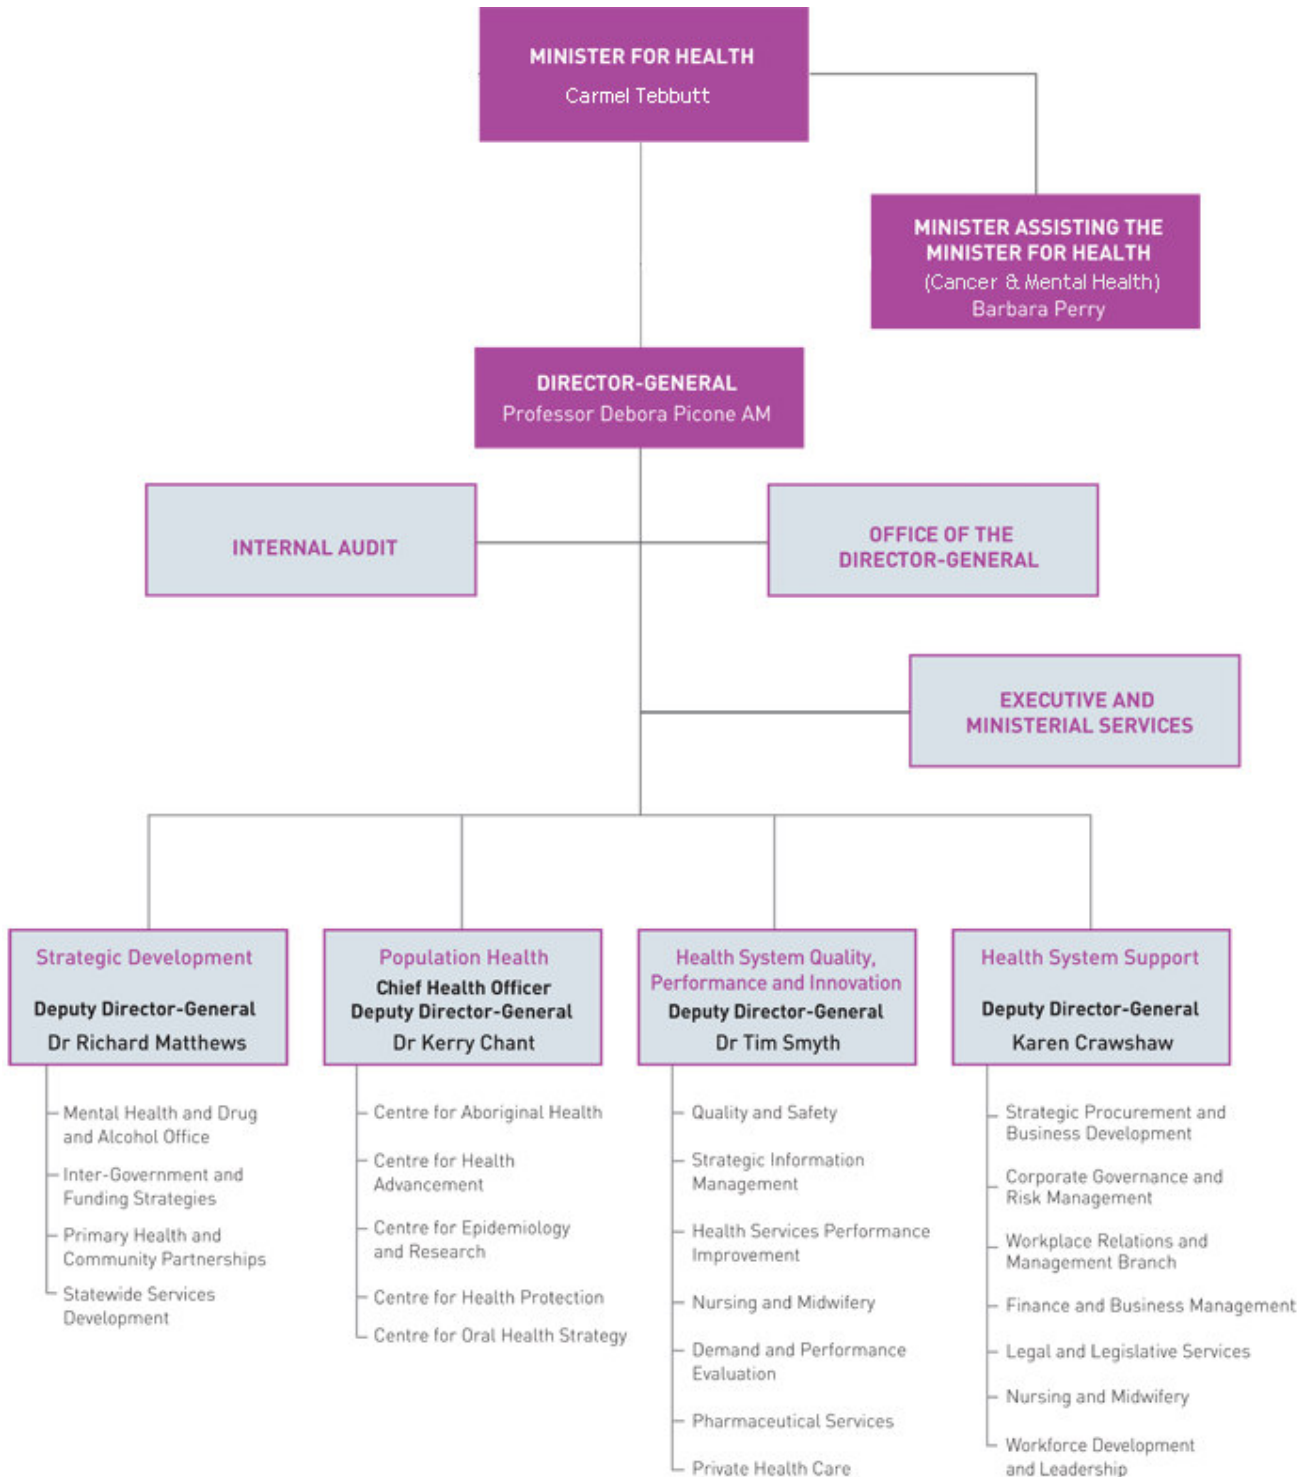 MINISTER FOR HEALTH
Carmel Tebbutt
MINISTER ASSISTING THE
MINISTER FOR HEALTH
(Cancer & Mental Health)
Barbara Perry
DIRECTOR-GENERAL
Professor Debora Picone AM
INTERNAL AUDIT
OFFICE OF THE
DIRECTOR-GENERAL
EXECUTIVE AND
MINISTERIAL SERVICES
Strategic Development
Deputy Director-General
Dr Richard Matthews
Mental Health and Drug
and Alcohol Office
Inter-Government and
Funding Strategies
Primary Health and
Community Partnerships
Statewide Services
Development
Population Health
Chief Health Officer
Deputy Director-General
Dr Kerry Chant
Centre for Aboriginal Health
Centre for Health
Advancement
Centre for Epidemiology
and Research
Centre for Health Protection
Centre for Oral Health Strategy
Health System Quality,
Performance and Innovation
Deputy Director-General
Dr Tim Smyth
Quality and Safety
Strategic Information
Management
Health Services Performance
Improvement
Nursing and Midwifery
Demand and Performance
Evaluation
Pharmaceutical Services
Private Health Care
Health System Support
Deputy Director-General
Karen Crawshaw
Strategic Procurement and
Business Development
Corporate Governance and
Risk Management
Workplace Relations and
Management Branch
Finance and Business Management
Legal and Legislative Services
Nursing and Midwifery
Workforce Development
and Leadership